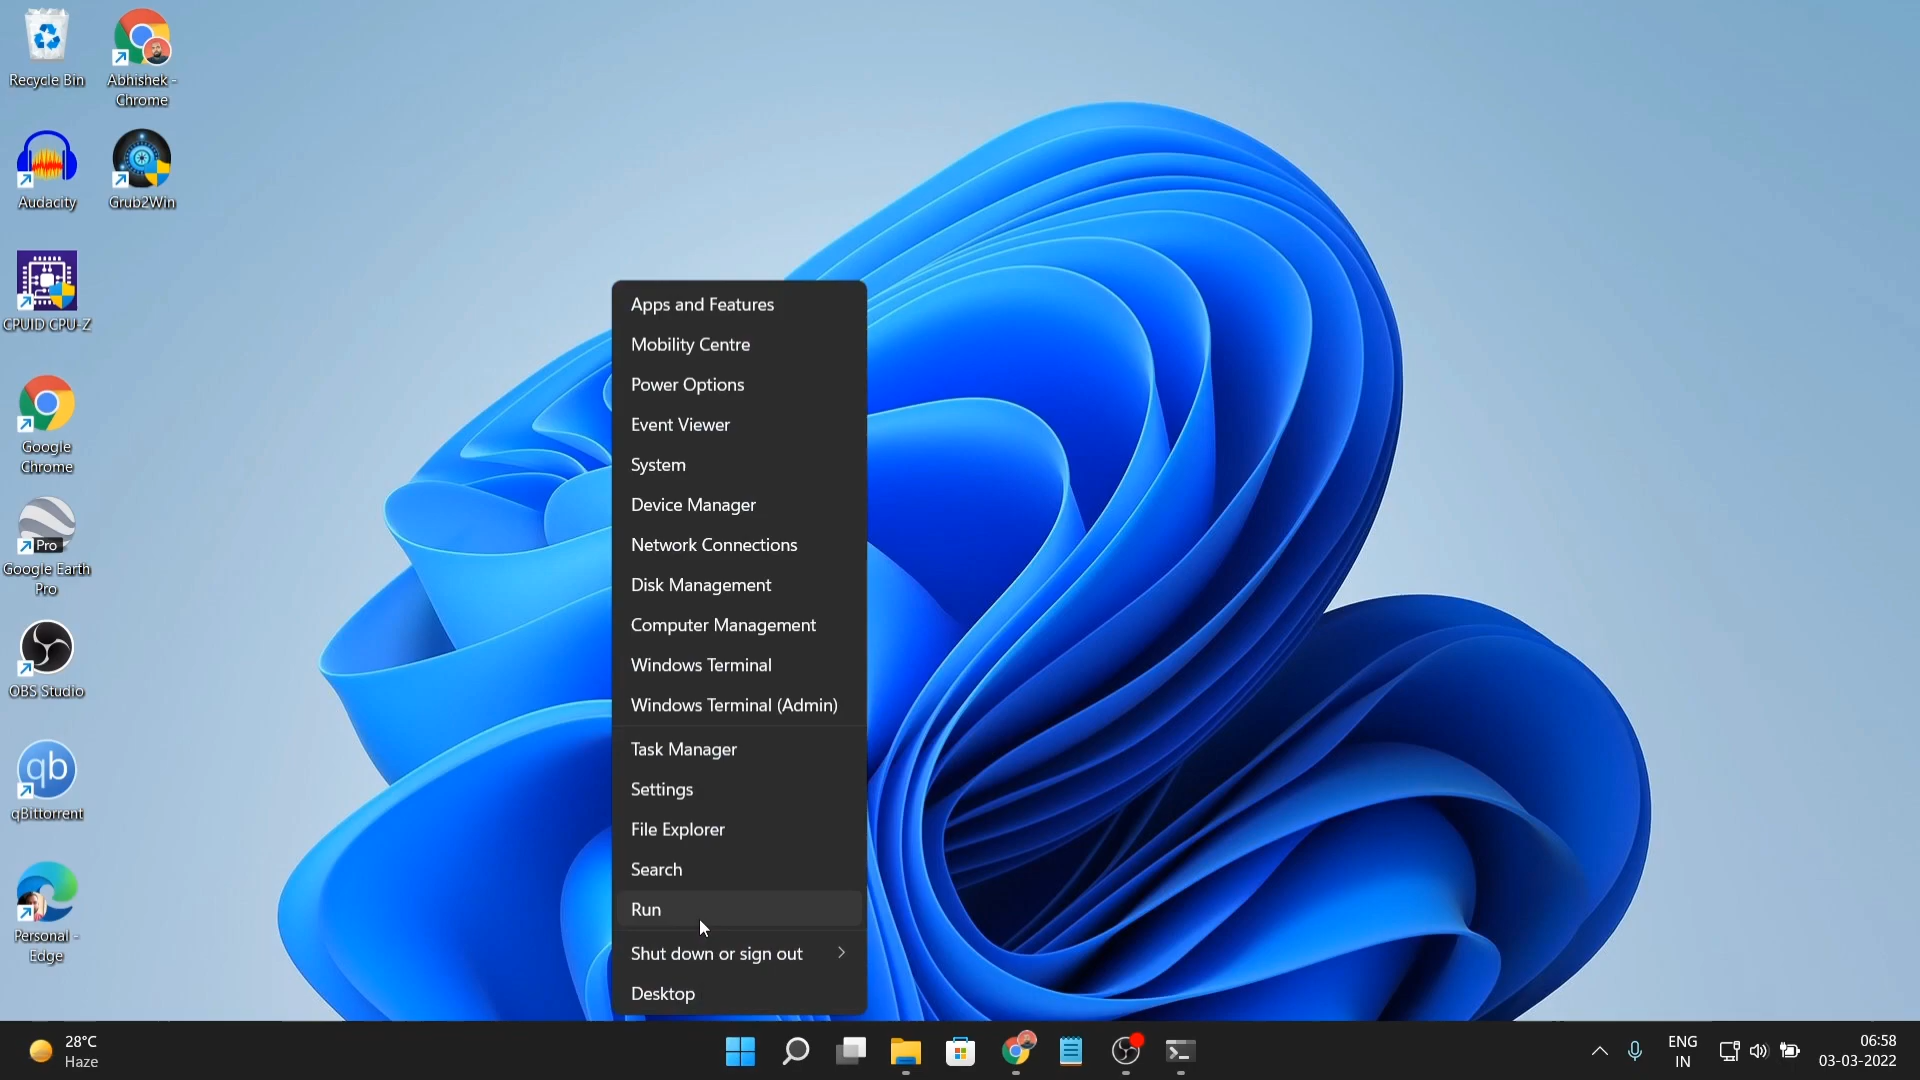 Recycle Bin
Abhishek -
Chrome
Audacity
Grub2Win
CPUID CPU-Z
Google
Chrome
Pro
Google Earth
Pro
OBS Studio
qb
qBittorrent
Personal -
Edge
Apps and Features
Mobility Centre
Power Options
Event Viewer
System
Device Manager
Network Connections
Disk Management
Computer Management
Windows Terminal
Windows Terminal (Admin)
Task Manager
Settings
File Explorer
Search
Run
Shut down or sign out
Desktop
28°C
Haze
ENG
IN
06:58
03-03-2022